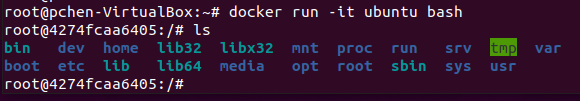 root@pchen-VirtualBox:~# docker run -it ubuntu bash
root@4274fcaa6405:/# ls
bin   dev  home  lib32  libx32  mnt  proc  run   srv  tmp  var
boot  etc  lib   lib64  media   opt  root  sbin  sys  usr
root@4274fcaa6405:/#